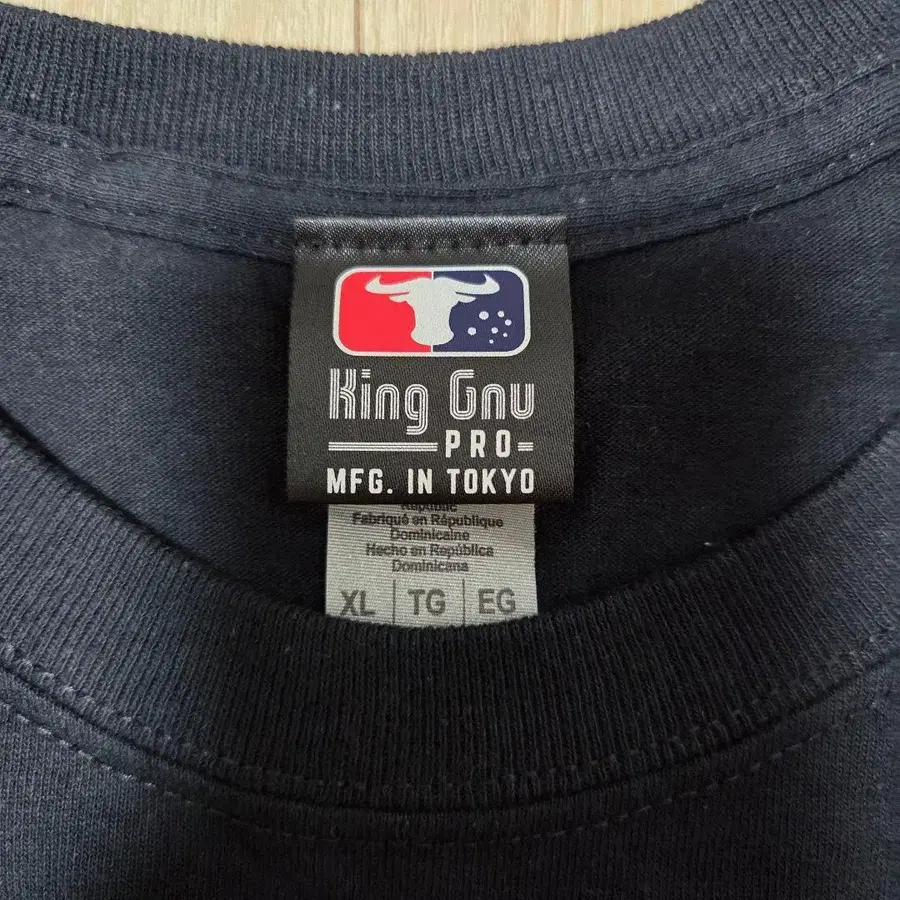 King Gnu
PRO
MFG. IN TOKYO
Republic
Fabriqué en République
Dominicaine
Hecho en República
Dominicana
XL | TG | EG